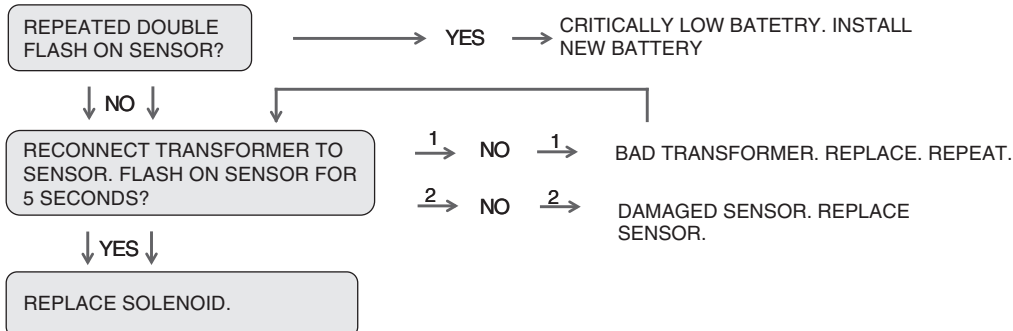 REPEATED DOUBLE
FLASH ON SENSOR?
YES
CRITICALLY LOW BATETRY. INSTALL
NEW BATTERY
NO
RECONNECT TRANSFORMER TO
SENSOR. FLASH ON SENSOR FOR
5 SECONDS?
1 NO 1
BAD TRANSFORMER. REPLACE. REPEAT.
2 NO 2
DAMAGED SENSOR. REPLACE
SENSOR.
YES
REPLACE SOLENOID.